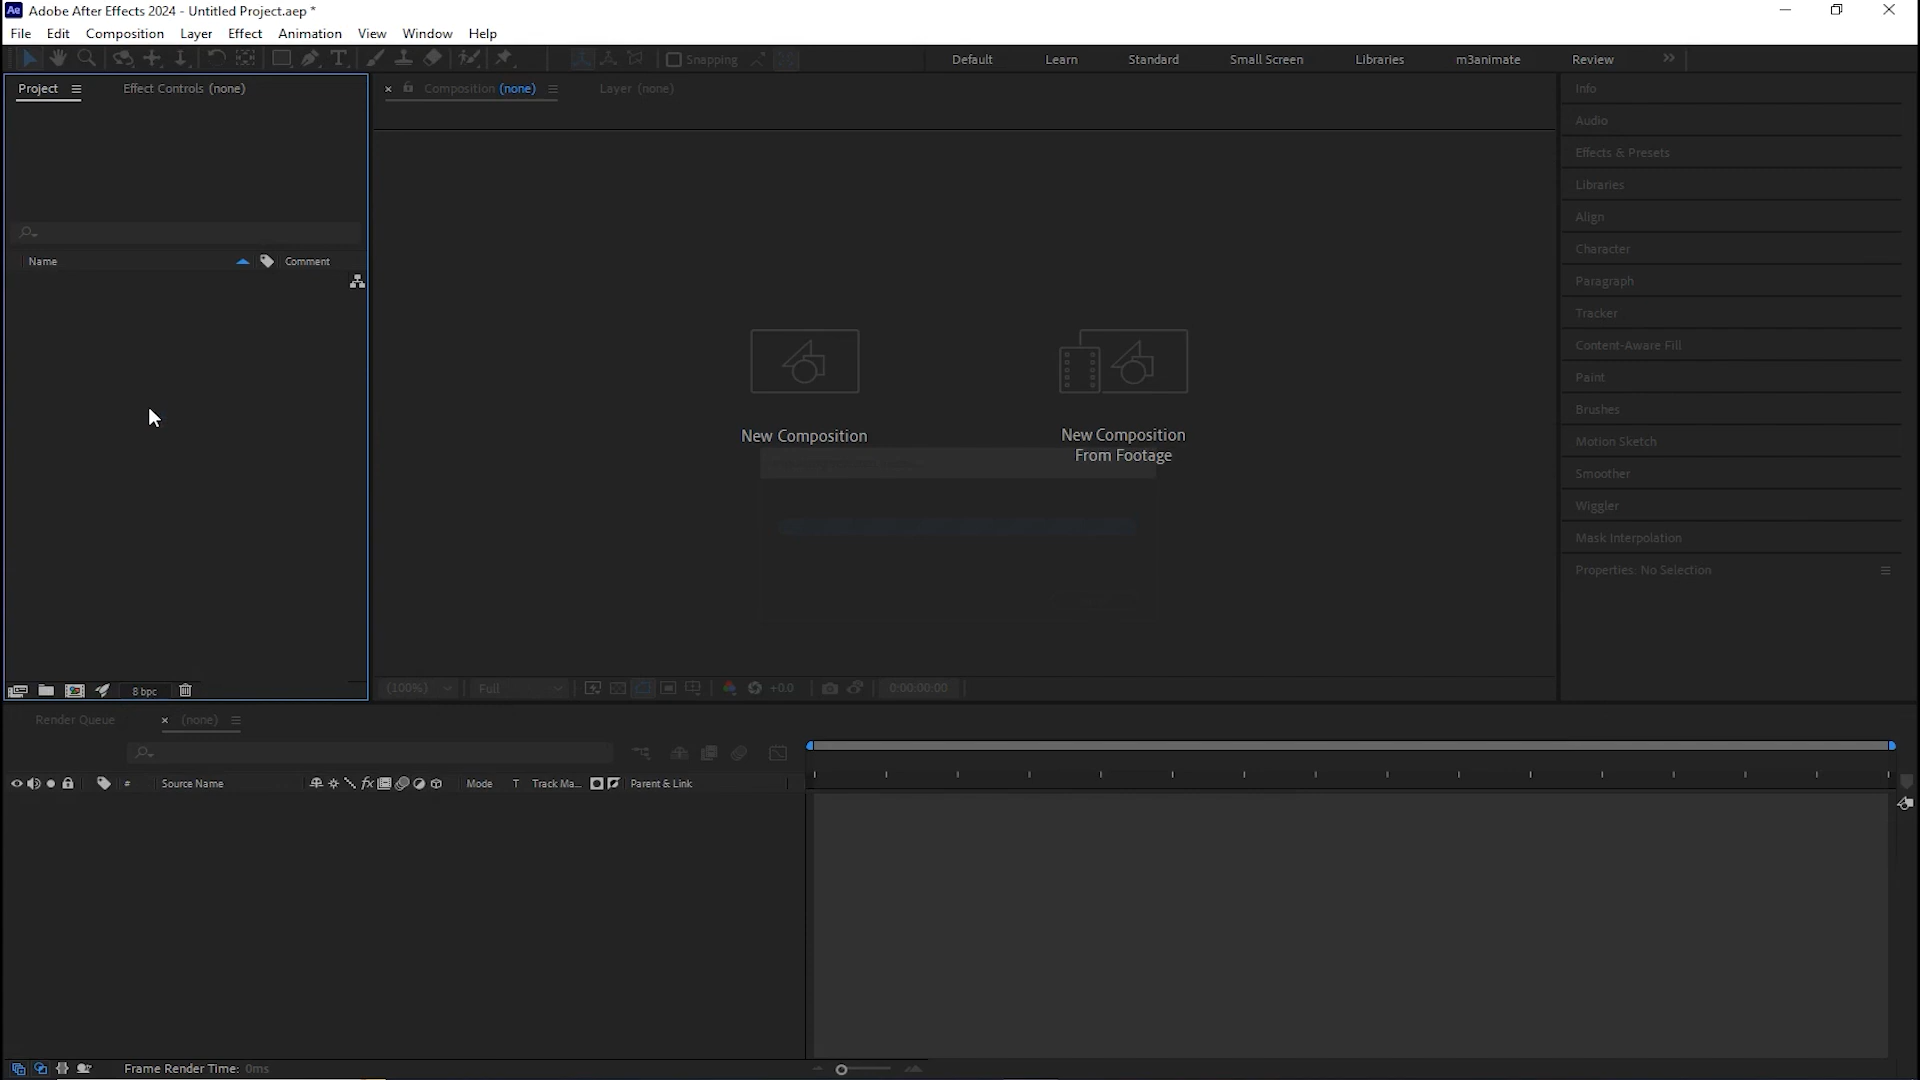 Ae Adobe After Effects 2024 - Untitled Project.aep *
File Edit Composition Layer Effect Animation View Window Help
Snapping Default Learn Standard Small Screen Libraries m3animate Review
Project Effect Controls (none) Composition (none) Layer (none) Info
Audio
Effects & Presets
Libraries
Align
Name Comment Character
Paragraph
Tracker
Content-Aware Fill
Paint
Brushes
New Composition New Composition
From Footage
Motion Sketch
Smoother
Wiggler
Mask Interpolation
Properties: No Selection
8 bpc (100%) Full +0.0 0:00:00:00
Render Queue (none)
# Source Name fx Mode T Track Ma... Parent & Link
Frame Render Time: 0ms